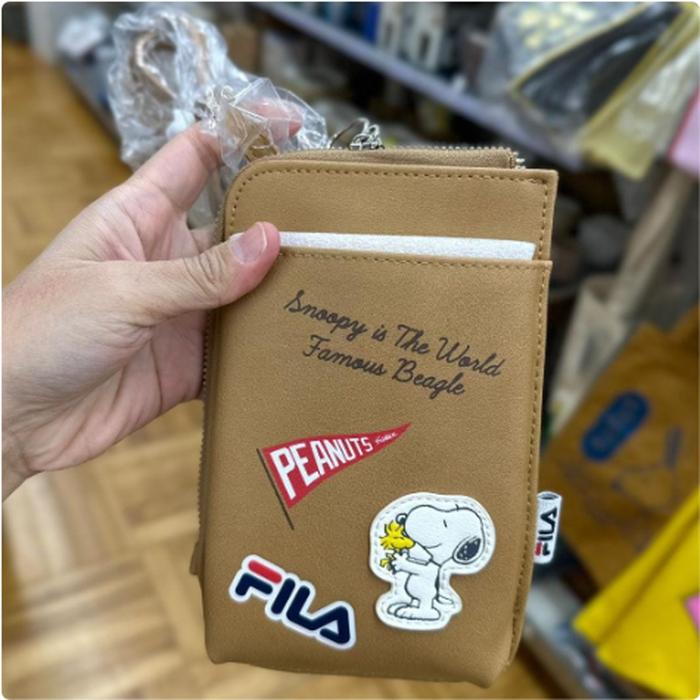 Snoopy is The World
Famous Beagle
PEANUTS
FILA
FILA